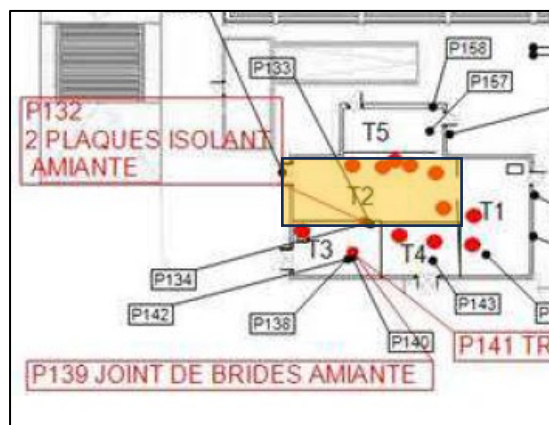 P158
P133
P157
P132
2 PLAQUES ISOLANT
AMIANTE
T5
T2
T1
T3
T4
P134
P142
P143
P138
P140
P141 TR
P139 JOINT DE BRIDES AMIANTE